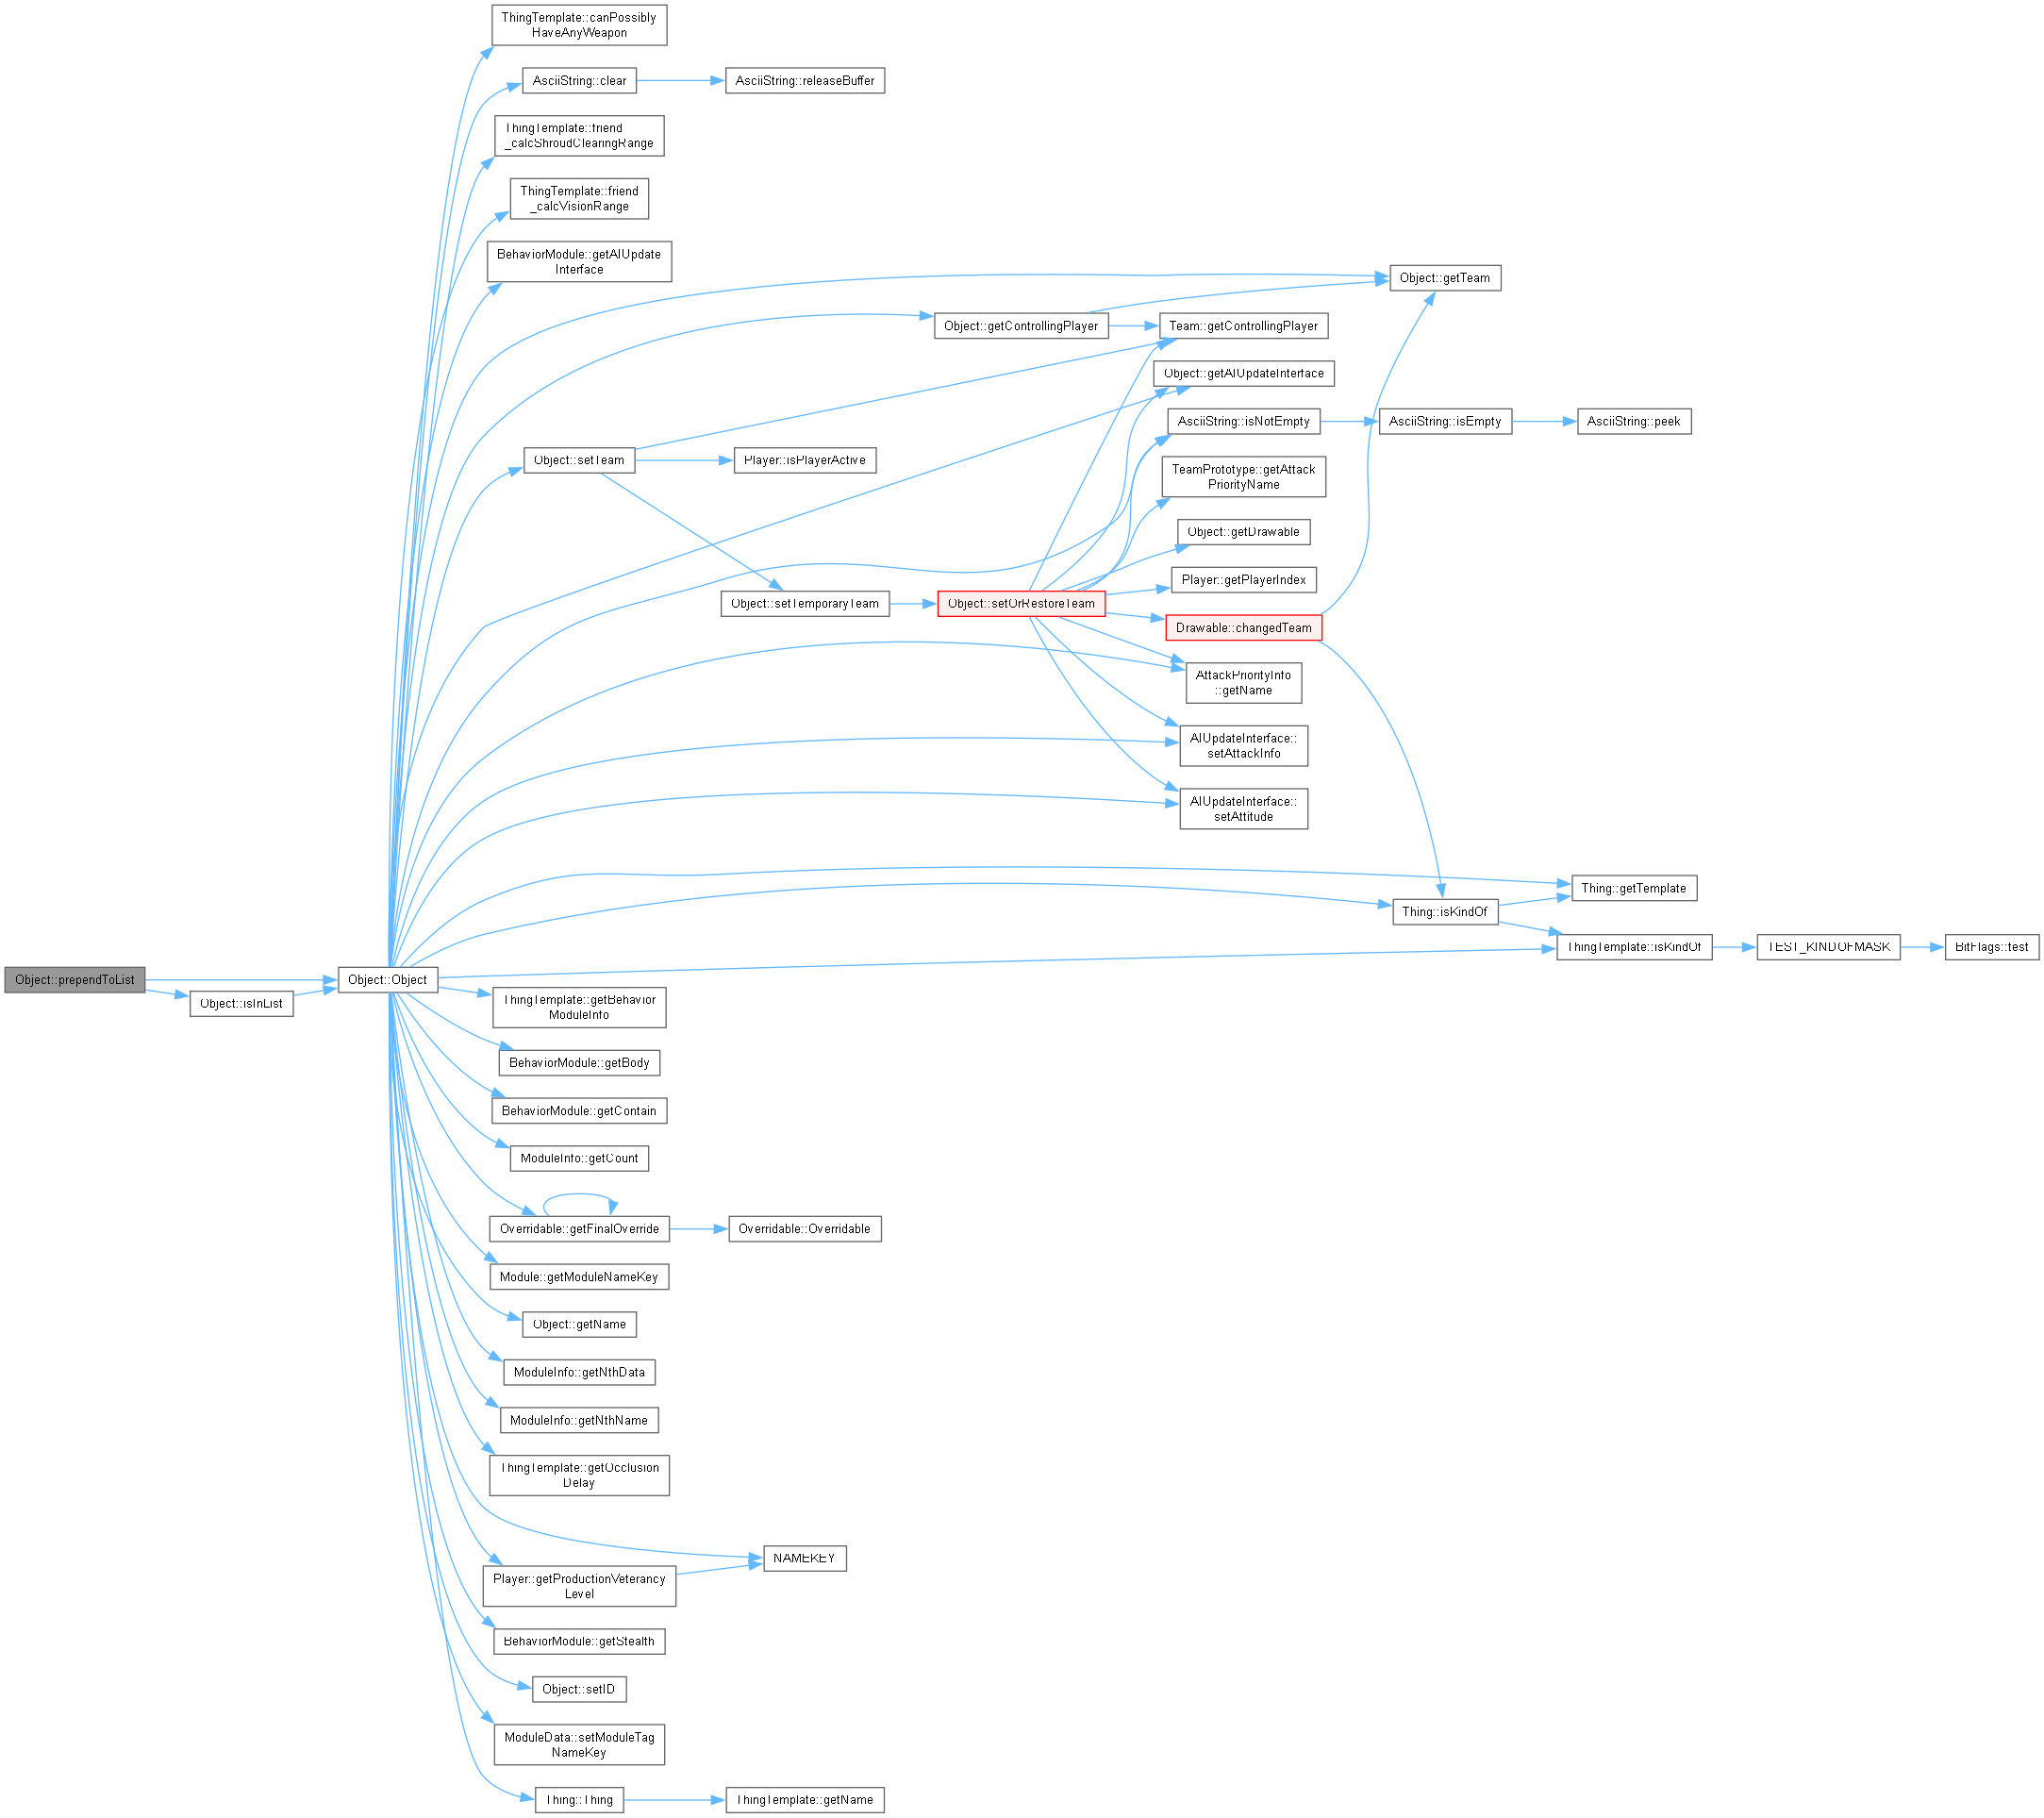 ThingTemplate::canPossibly
HaveAnyWeapon
AsciiString::clear
AsciiString::releaseBuffer
ThingTemplate::friend
_calcShroudClearingRange
ThingTemplate::friend
_calcVisionRange
BehaviorModule::getAIUpdate
Interface
Object::getTeam
Object::getControllingPlayer
Team::getControllingPlayer
Object::getAIUpdateInterface
AsciiString::isNotEmpty
AsciiString::isEmpty
AsciiString::peek
Object::setTeam
Player::isPlayerActive
TeamPrototype::getAttack
PriorityName
Object::getDrawable
Player::getPlayerIndex
Object::setTemporaryTeam
Object::setOrRestoreTeam
Drawable::changedTeam
AttackPriorityInfo
::getName
AIUpdateInterface::
setAttackInfo
AIUpdateInterface::
setAttitude
Thing::getTemplate
Thing::isKindOf
ThingTemplate::isKindOf
TEST_KINDOFMASK
BitFlags::test
Object::prependToList
Object::isInList
Object::Object
ThingTemplate::getBehavior
ModuleInfo
BehaviorModule::getBody
BehaviorModule::getContain
ModuleInfo::getCount
Overridable::getFinalOverride
Overridable::Overridable
Module::getModuleNameKey
Object::getName
ModuleInfo::getNthData
ModuleInfo::getNthName
ThingTemplate::getOcclusion
Delay
NAMEKEY
Player::getProductionVeterancy
Level
BehaviorModule::getStealth
Object::setID
ModuleData::setModuleTag
NameKey
Thing::Thing
ThingTemplate::getName